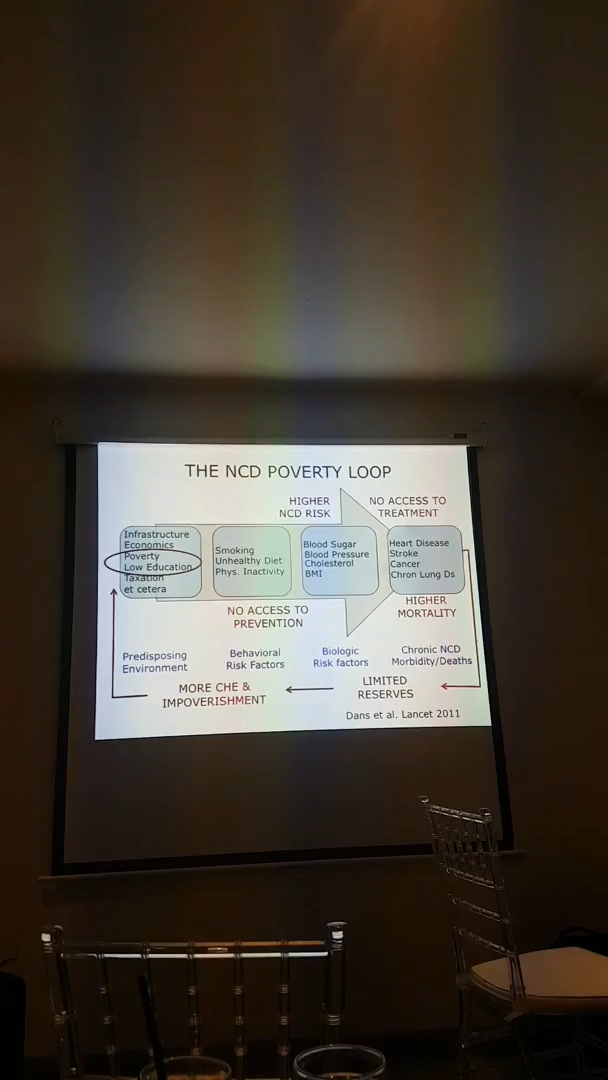 THE NCD POVERTY LOOP
HIGHER
NCD RISK
NO ACCESS TO
TREATMENT
Infrastructure
Economics
Poverty
Low Education
Taxation
et cetera
Smoking
Unhealthy Diet
Phys. Inactivity
Blood Sugar
Blood Pressure
Cholesterol
BMI
Heart Disease
Stroke
Cancer
Chron Lung Ds
NO ACCESS TO
PREVENTION
HIGHER
MORTALITY
Predisposing
Environment
Behavioral
Risk Factors
Biologic
Risk factors
Chronic NCD
Morbidity/Deaths
MORE CHE &
IMPOVERISHMENT
LIMITED
RESERVES
Dans et al. Lancet 2011